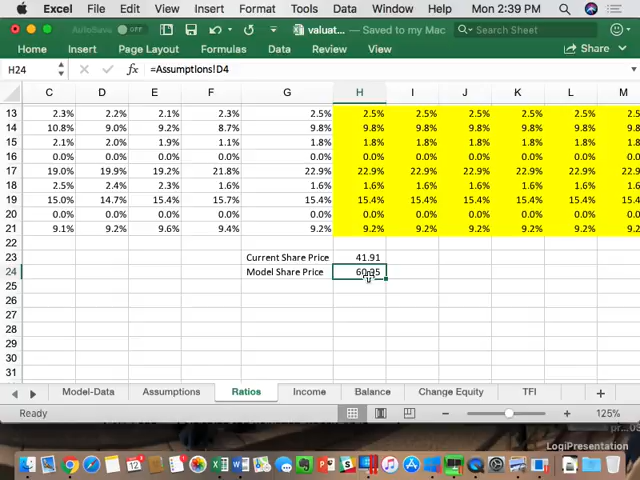 Excel File Edit View Insert Format Tools Data Window Help Mon 2:39 PM
AutoSave OFF valuat... — Saved to my Mac Search Sheet
Home Insert Page Layout Formulas Data Review View Share
H24 fx =Assumptions!D4
C D E F G H I J K L M
13 2.3% 2.2% 2.1% 2.3% 2.5% 2.5% 2.5% 2.5% 2.5% 2.5% 2.5%
14 10.8% 9.0% 9.2% 8.7% 9.8% 9.8% 9.8% 9.8% 9.8% 9.8% 9.8%
15 2.1% 2.0% 1.9% 1.1% 1.8% 1.8% 1.8% 1.8% 1.8% 1.8% 1.8%
16 0.0% 0.0% 0.0% 0.0% 0.0% 0.0% 0.0% 0.0% 0.0% 0.0% 0.0%
17 19.0% 19.9% 19.2% 21.8% 22.9% 22.9% 22.9% 22.9% 22.9% 22.9% 22.9%
18 2.5% 2.4% 2.3% 1.6% 1.6% 1.6% 1.6% 1.6% 1.6% 1.6% 1.6%
19 15.0% 14.7% 15.4% 15.7% 15.4% 15.4% 15.4% 15.4% 15.4% 15.4% 15.4%
20 0.0% 0.0% 0.0% 0.0% 0.0% 0.0% 0.0% 0.0% 0.0% 0.0% 0.0%
21 9.1% 9.2% 9.6% 9.4% 9.2% 9.2% 9.2% 9.2% 9.2% 9.2% 9.2%
22
23 Current Share Price 41.91
24 Model Share Price
25
26
27
28
29
30
31
Model-Data Assumptions Ratios Income Balance Change Equity TFI
Ready 125%
LogiPresentation